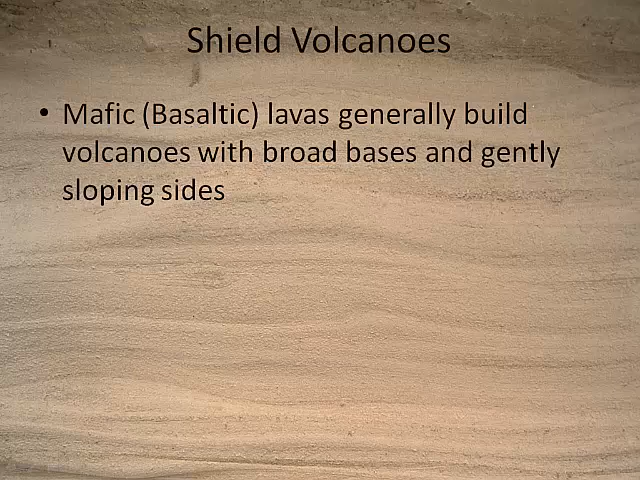 Shield Volcanoes
• Mafic (Basaltic) lavas generally build
volcanoes with broad bases and gently
sloping sides